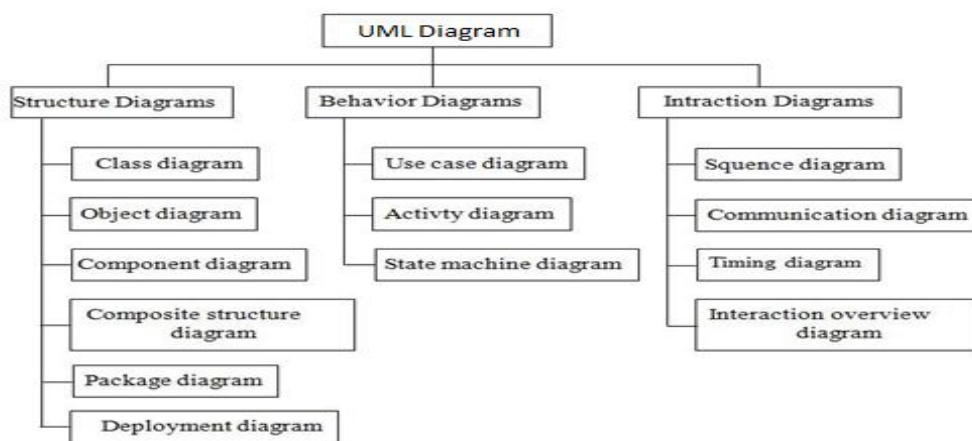 UML Diagram
Structure Diagrams
Behavior Diagrams
Intraction Diagrams
Class diagram
Object diagram
Component diagram
Composite structure
diagram
Package diagram
Deployment diagram
Use case diagram
Activty diagram
State machine diagram
Squence diagram
Communication diagram
Timing diagram
Interaction overview
diagram